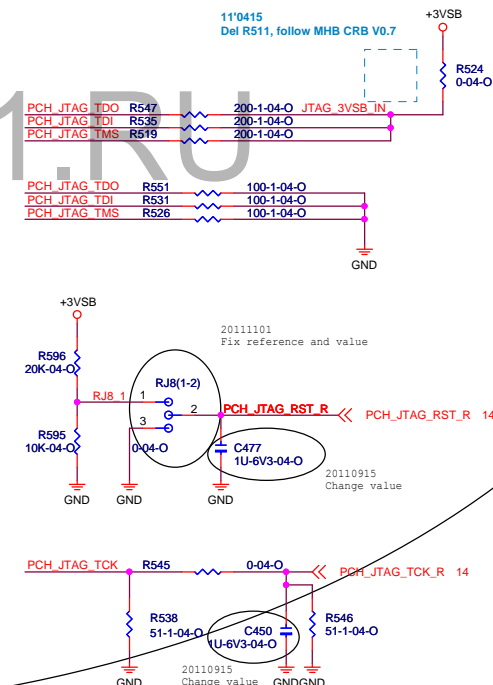 11'0415
Del R511, follow MHB CRB V0.7
+3VSB
R524
0-04-O
1.RU
PCH_JTAG_TDO R547 200-1-04-O JTAG_3VSB_IN
PCH_JTAG_TDI R535 200-1-04-O
PCH_JTAG_TMS R519 200-1-04-O
PCH_JTAG_TDO R551 100-1-04-O
PCH_JTAG_TDI R531 100-1-04-O
PCH_JTAG_TMS R526 100-1-04-O
GND
+3VSB
20111101
Fix reference and value
R596
20K-04-O
RJ8(1-2)
RJ8_1 1
2 PCH_JTAG_RST_R PCH_JTAG_RST_R 14
3
R595
10K-04-O
0-04-O
C477
1U-6V3-04-O
20110915
Change value
GND GND GND
PCH_JTAG_TCK R545 0-04-O PCH_JTAG_TCK_R 14
R538
51-1-04-O
C450
1U-6V3-04-O
R546
51-1-04-O
20110915
Change value
GND GND GND